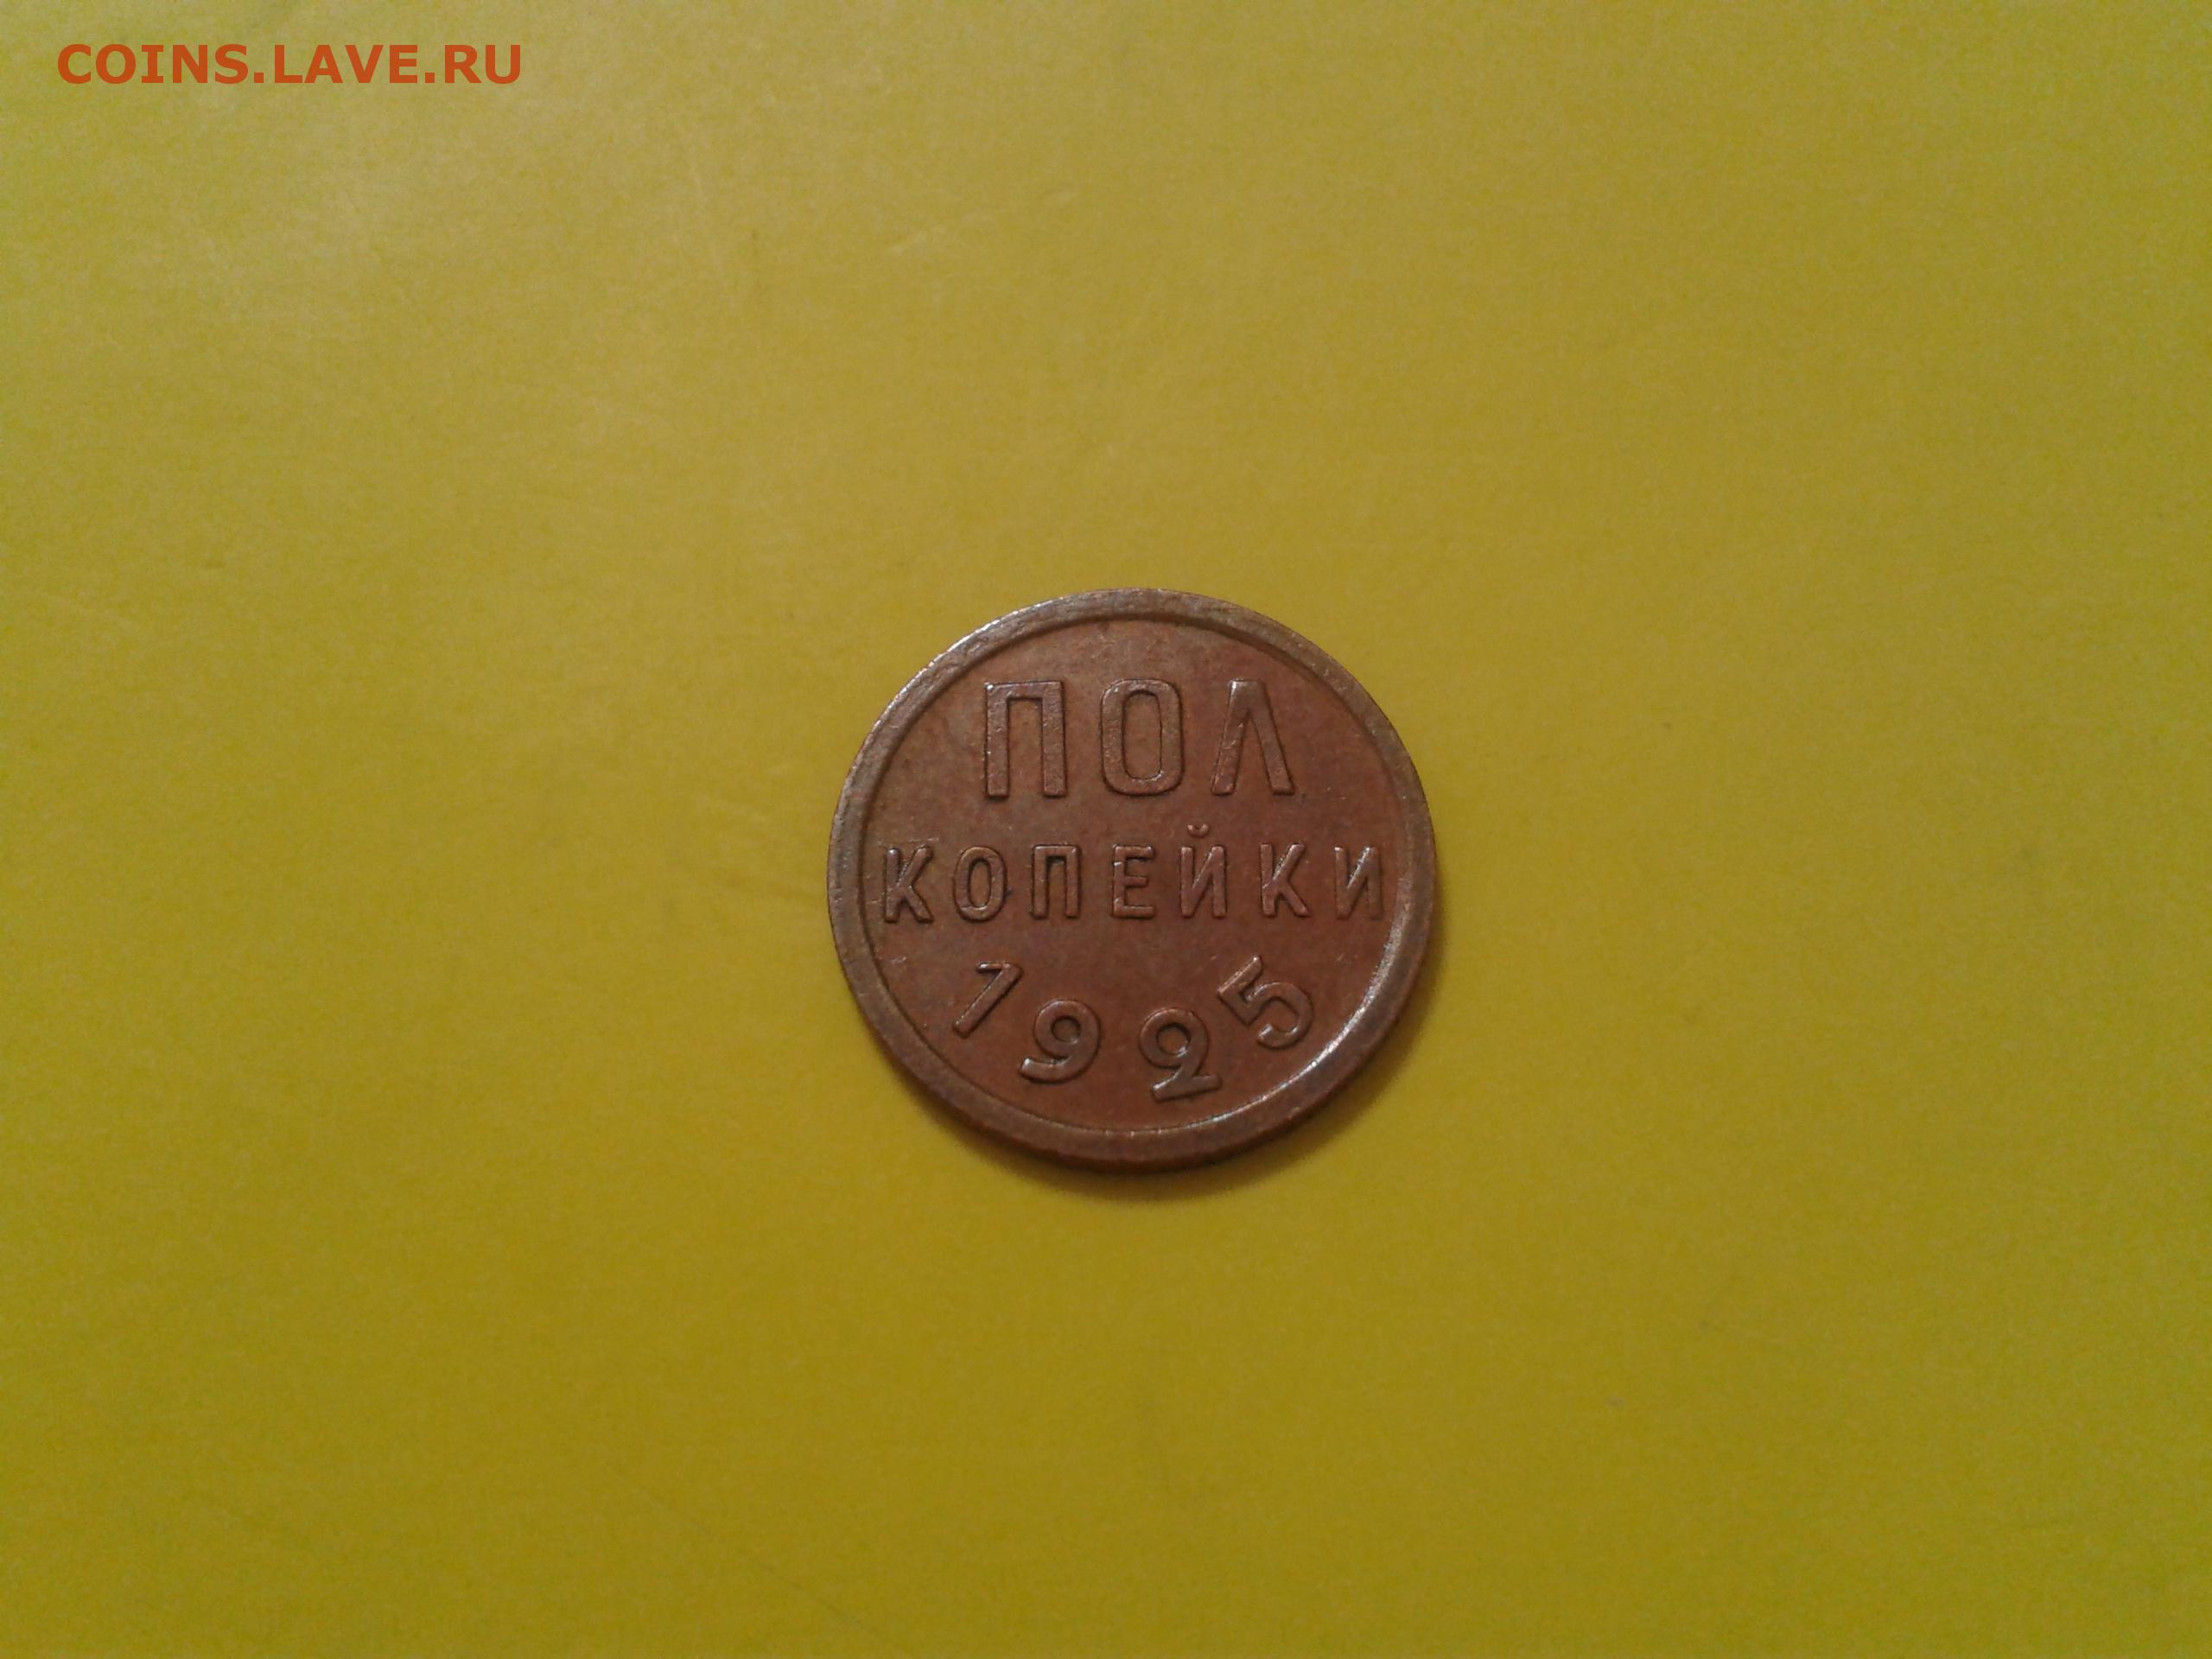 COINS.LAVE.RU
ПОЛ
КОПЕЙКИ
1925